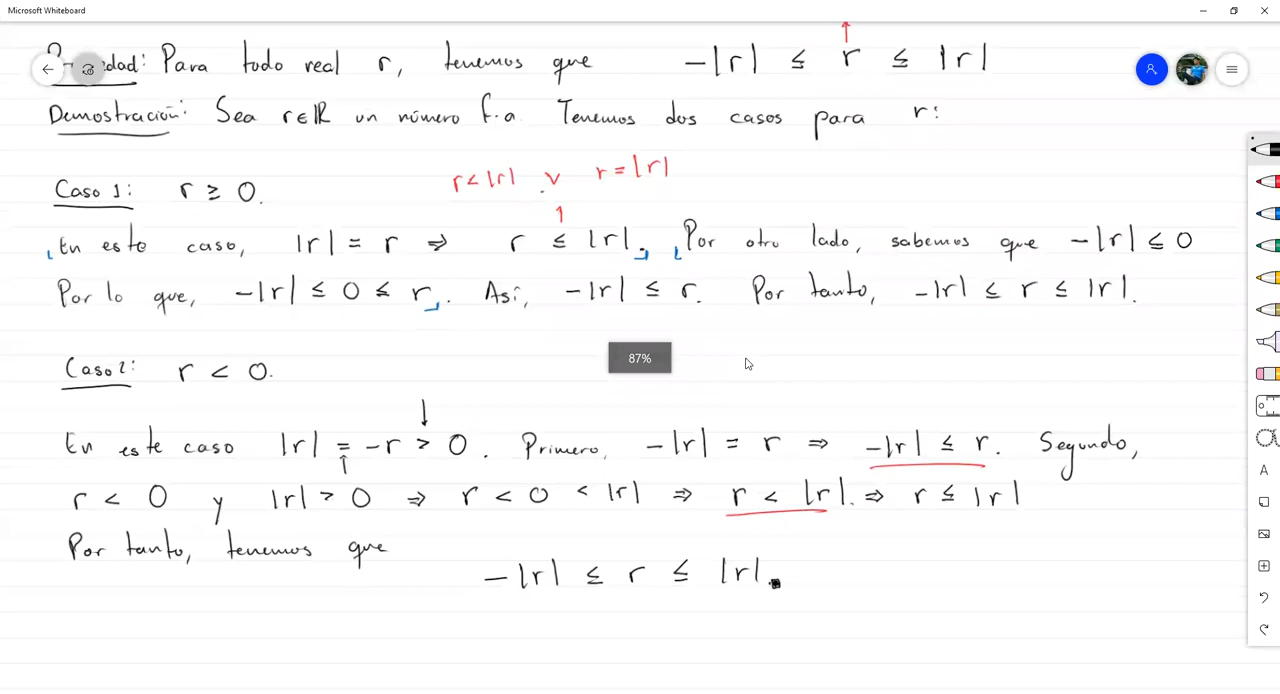 Microsoft Whiteboard
Para todo real r, tenemos que -|r| ≤ r ≤ |r|
Demostración: Sea r∈ℝ un número f.a. Tenemos dos casos para r:
r<|r| ∨ r=|r|
Caso 1: r ≥ 0.
En este caso, |r| = r ⇒ r ≤ |r|. Por otro lado, sabemos que -|r| ≤ 0
Por lo que, -|r| ≤ 0 ≤ r. Así, -|r| ≤ r. Por tanto, -|r| ≤ r ≤ |r|.
87%
Caso 2: r < 0.
En este caso |r| = -r > 0. Primero, -|r| = r ⇒ -|r| ≤ r. Segundo,
r < 0 y |r| > 0 ⇒ r < 0 < |r| ⇒ r < |r|. ⇒ r ≤ |r|
Por tanto, tenemos que
-|r| ≤ r ≤ |r|.